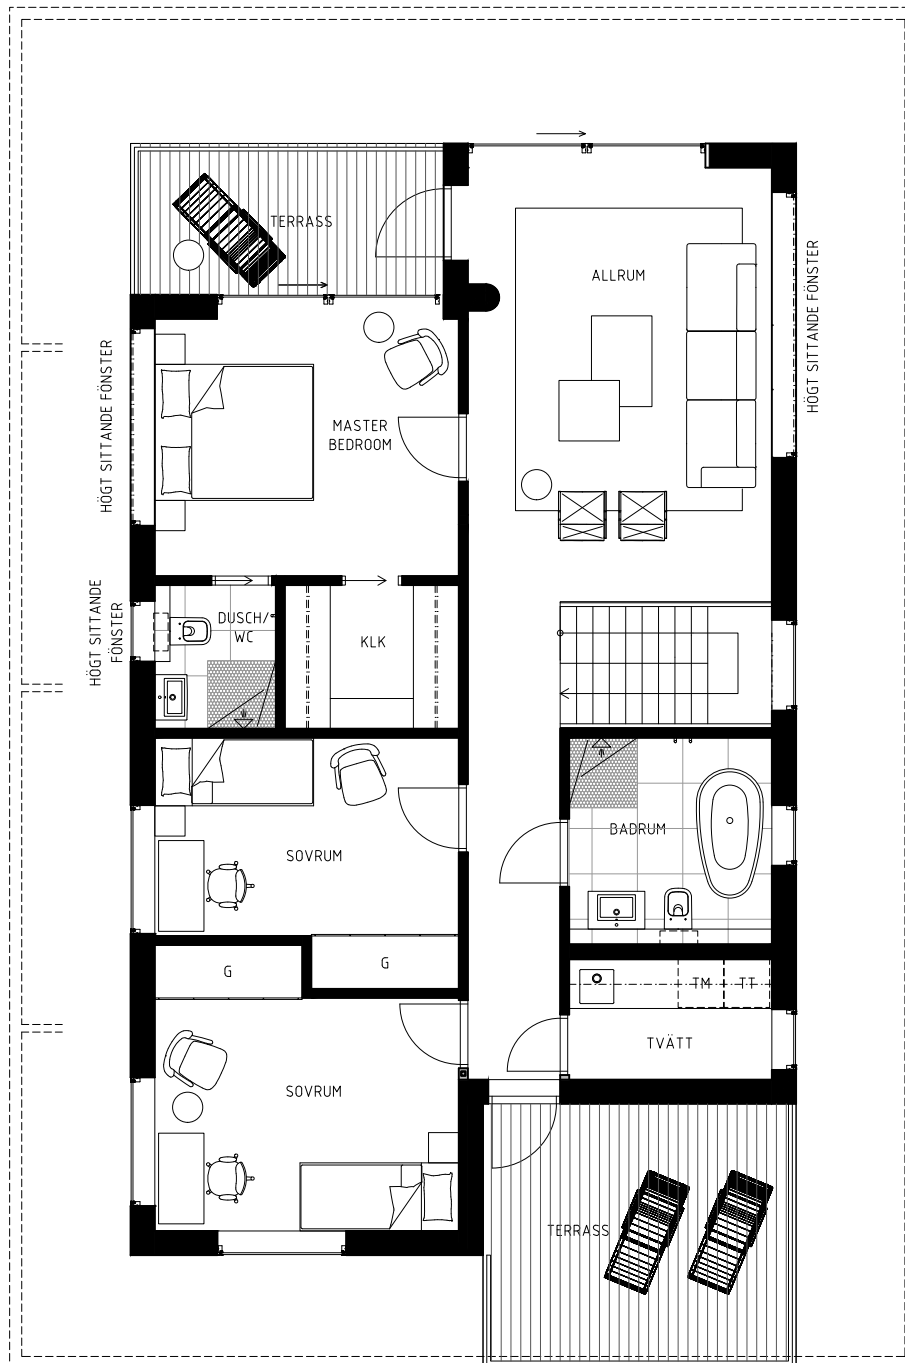 TERRASS
ALLRUM
HÖGT SITTANDE FÖNSTER
HÖGT SITTANDE FÖNSTER
MASTER
BEDROOM
HÖGT SITTANDE
FÖNSTER
DUSCH/
WC
KLK
BADRUM
SOVRUM
G
G
TM
TT
TVÄTT
SOVRUM
TERRASS